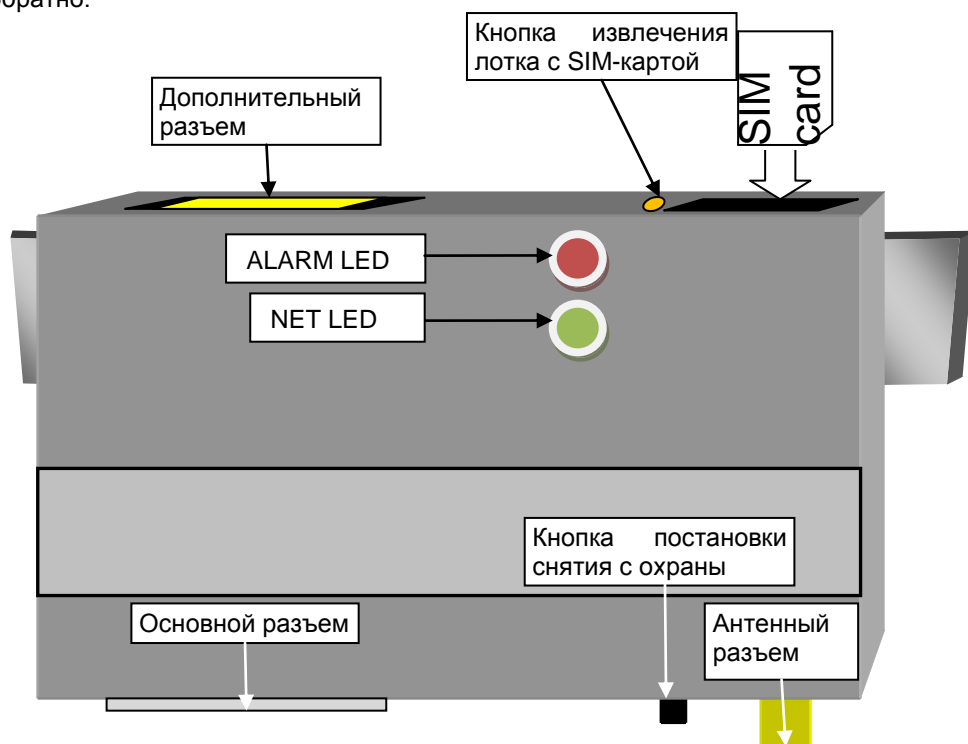 братно.
Кнопка извлечения
лотка с SIM-картой
SIM
card
Дополнительный
разъем
ALARM LED
NET LED
Кнопка постановки
снятия с охраны
Основной разъем
Антенный
разъем